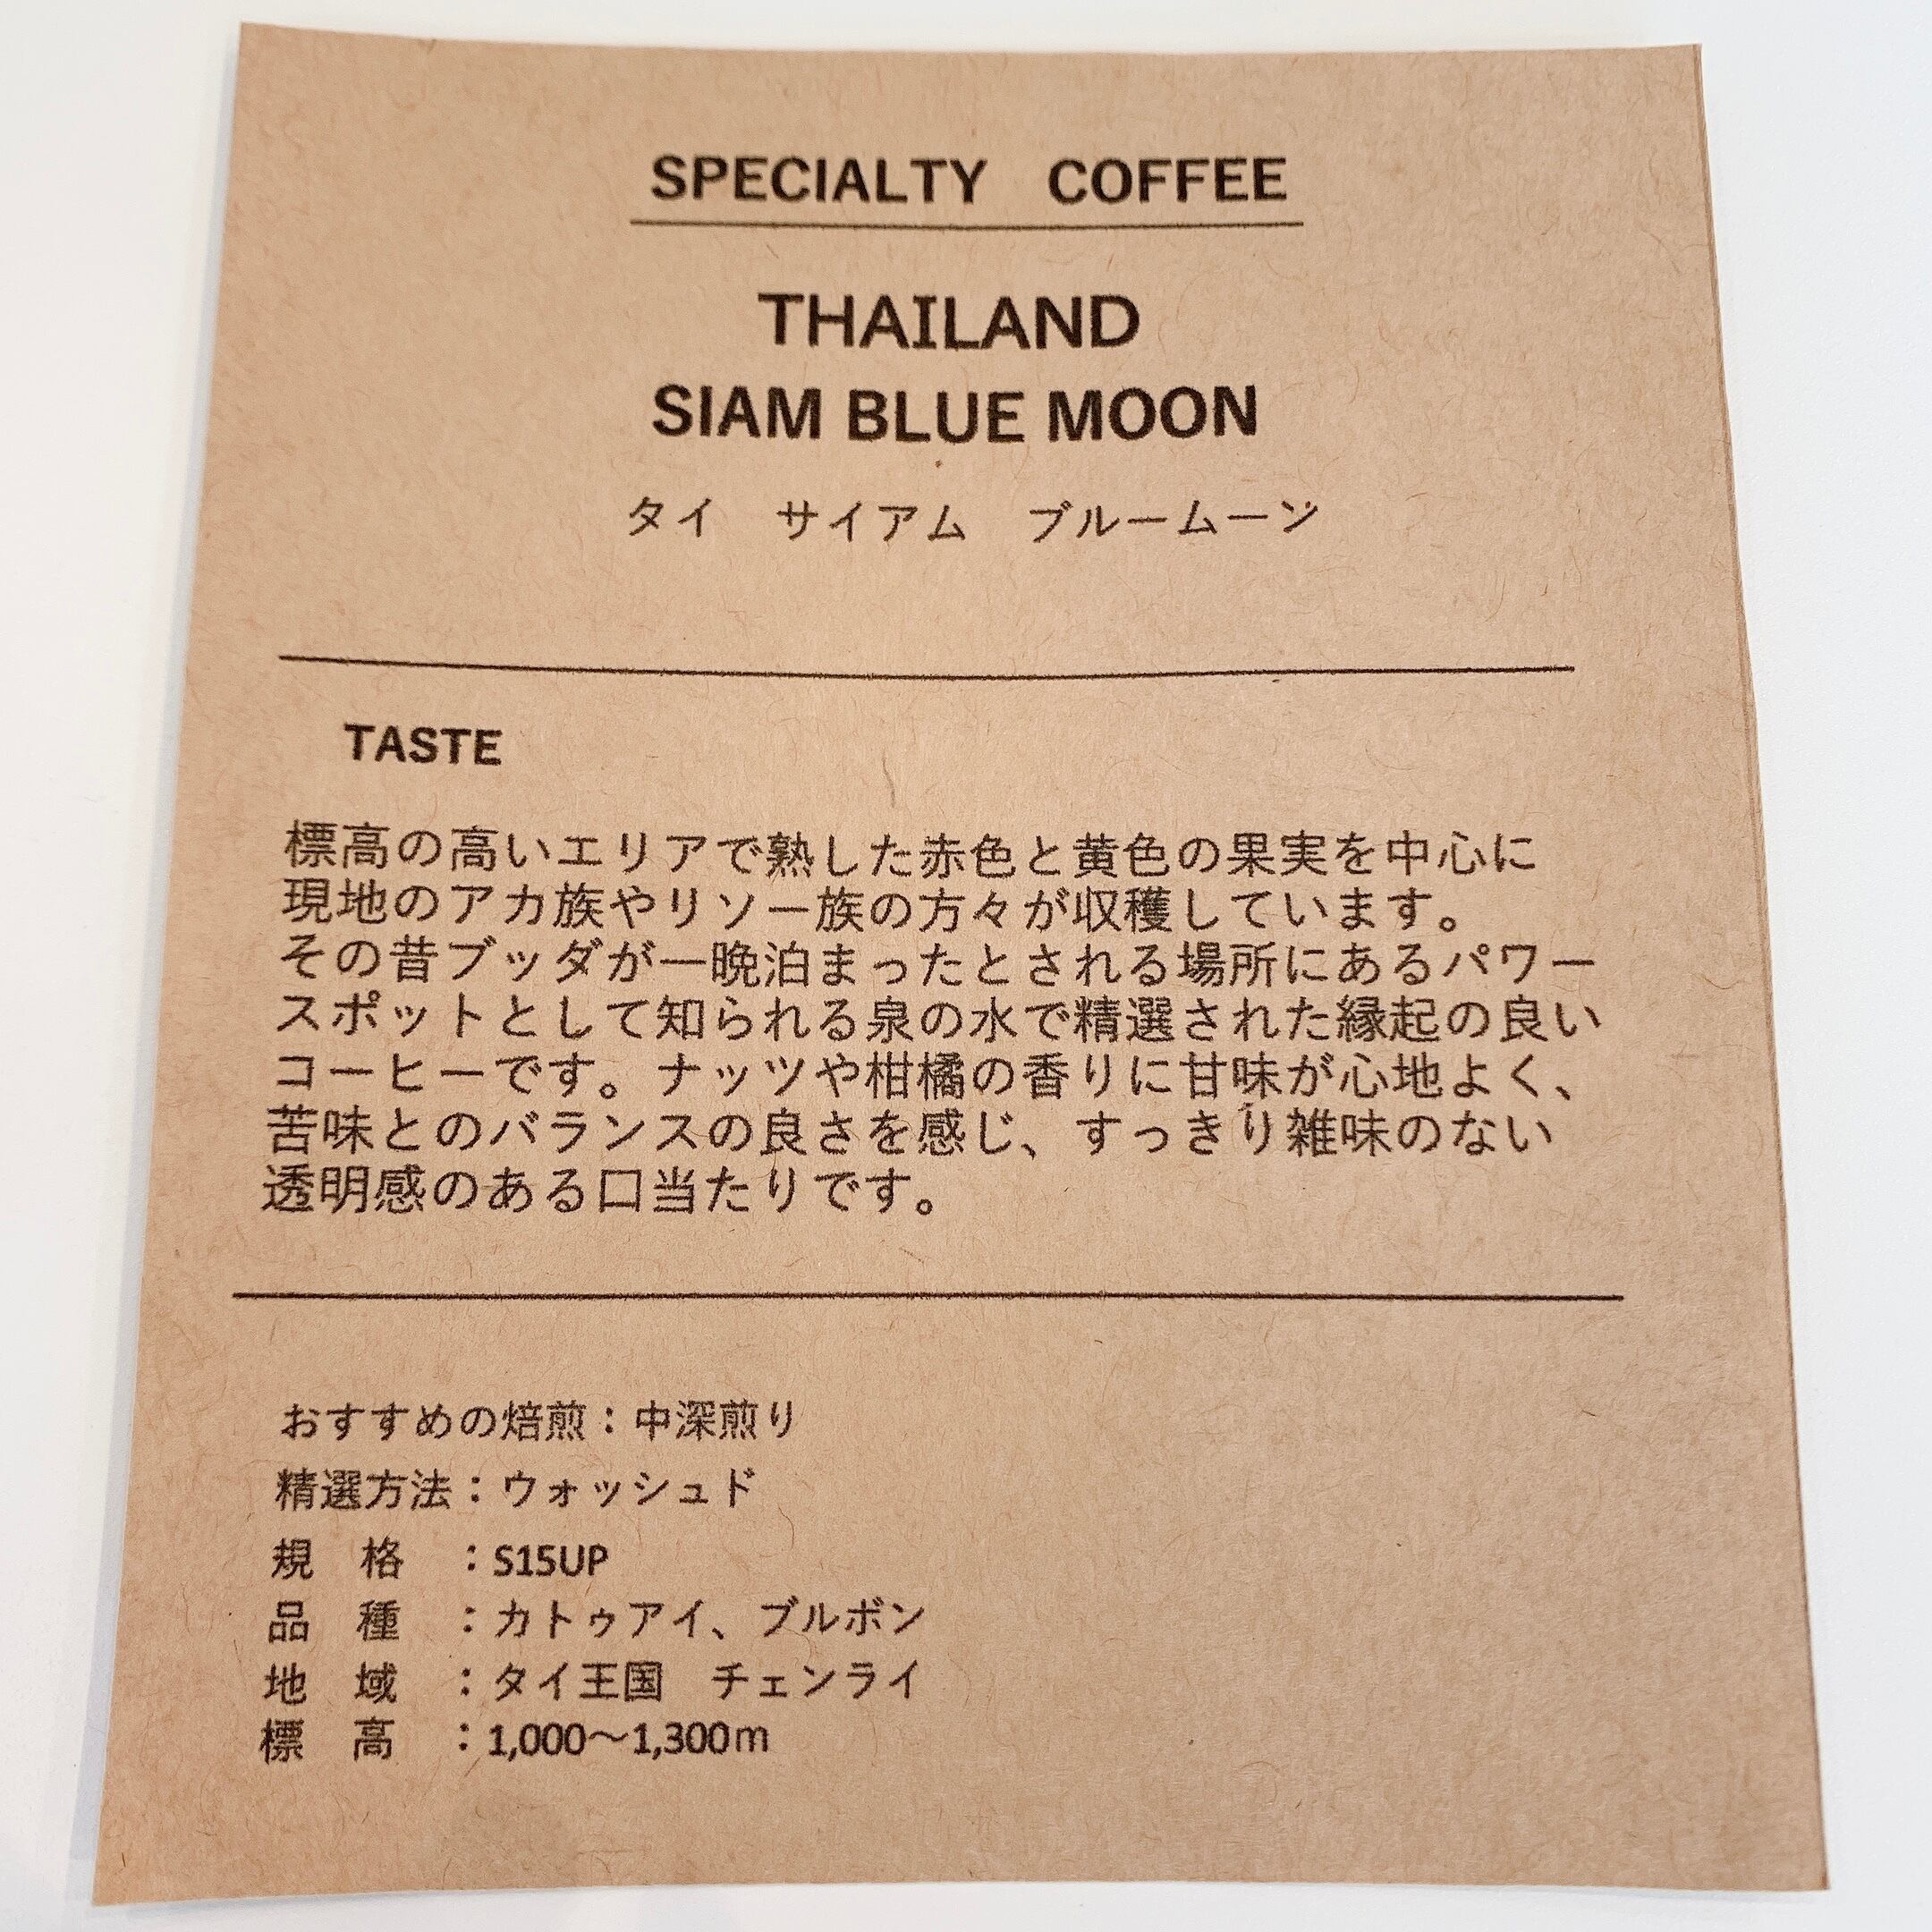 SPECIALTY　COFFEE
THAILAND
SIAM BLUE MOON
タイ　サイアム　ブルームーン
TASTE
標高の高いエリアで熟した赤色と黄色の果実を中心に
現地のアカ族やリソー族の方々が収穫しています。
その昔ブッダが一晩泊まったとされる場所にあるパワー
スポットとして知られる泉の水で精選された縁起の良い
コーヒーです。ナッツや柑橘の香りに甘味が心地よく、
苦味とのバランスの良さを感じ、すっきり雑味のない
透明感のある口当たりです。
おすすめの焙煎：中深煎り
精選方法：ウォッシュド
規　格　：S15UP
品　種　：カトゥアイ、ブルボン
地　域　：タイ王国　チェンライ
標　高　：1,000～1,300m